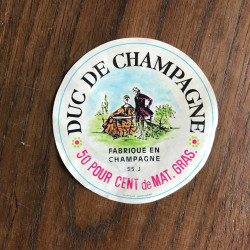 DUC DE CHAMPAGNE
FABRIQUE EN
CHAMPAGNE
55.J
50 POUR CENT de MAT. GRAS.